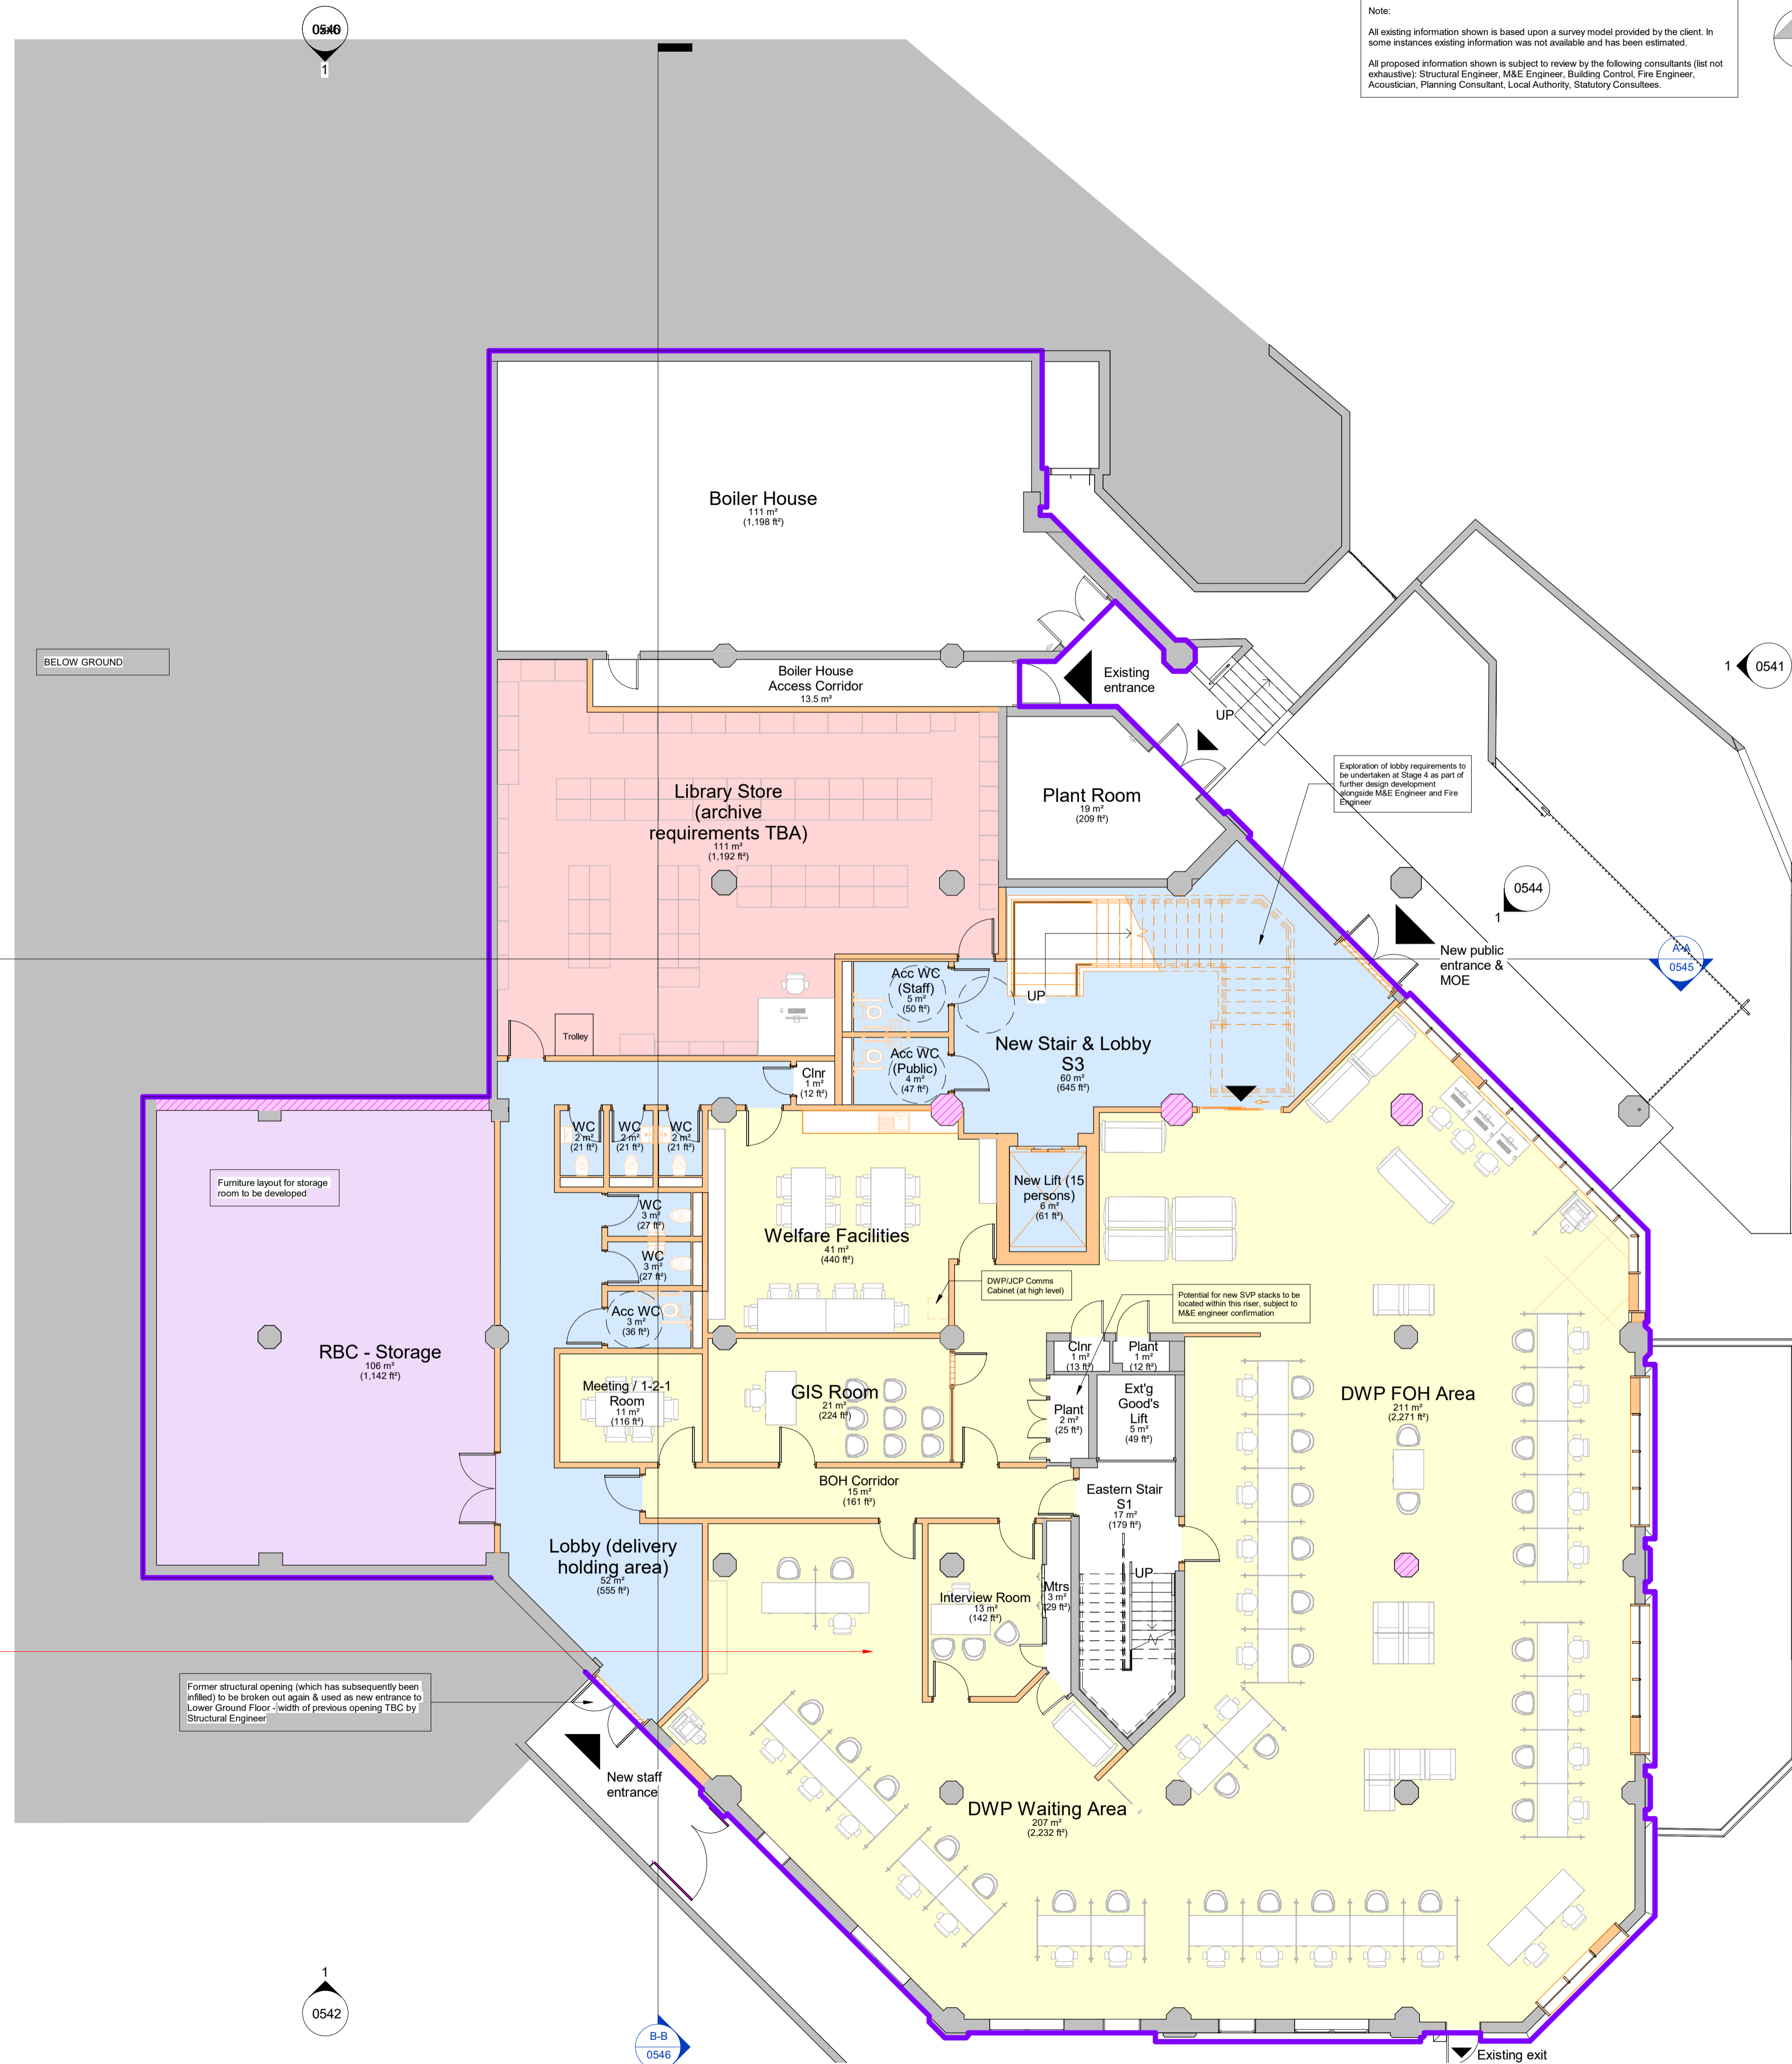 Note:
All existing information shown is based upon a survey model provided by the client. In
some instances existing information was not available and has been estimated.
All proposed information shown is subject to review by the following consultants (list not
exhaustive): Structural Engineer, M&E Engineer, Building Control, Fire Engineer,
Acoustician, Planning Consultant, Local Authority, Statutory Consultees.
1
Boiler House
111 m²
(1,198 ft²)
BELOW GROUND
Boiler House
Access Corridor
13.5 m²
Existing
entrance
UP
1
0541
Exploration of lobby requirements to
be undertaken at Stage 4 as part of
further design development
alongside M&E Engineer and Fire
Engineer
Library Store
(archive
requirements TBA)
111 m²
(1,192 ft²)
Plant Room
19 m²
(209 ft²)
0544
1
New public
entrance &
MOE
A-A
0545
Acc WC
(Staff)
5 m²
(50 ft²)
UP
Trolley
New Stair & Lobby
S3
60 m²
(645 ft²)
Acc WC
(Public)
4 m²
(47 ft²)
Clnr
1 m²
(12 ft²)
WC
2 m²
(21 ft²)
WC
2 m²
(21 ft²)
WC
2 m²
(21 ft²)
Furniture layout for storage
room to be developed
New Lift (15
persons)
6 m²
(61 ft²)
WC
3 m²
(27 ft²)
Welfare Facilities
41 m²
(440 ft²)
WC
3 m²
(27 ft²)
DWP/JCP Comms
Cabinet (at high level)
Potential for new SVP stacks to be
located within this riser, subject to
M&E engineer confirmation
Acc WC
3 m²
(36 ft²)
RBC - Storage
106 m²
(1,142 ft²)
Clnr
1 m²
(13 ft²)
Plant
1 m²
(12 ft²)
Meeting / 1-2-1
Room
11 m²
(116 ft²)
GIS Room
21 m²
(224 ft²)
Plant
2 m²
(25 ft²)
Ext'g
Good's
Lift
5 m²
(49 ft²)
DWP FOH Area
211 m²
(2,271 ft²)
BOH Corridor
15 m²
(161 ft²)
Eastern Stair
S1
17 m²
(179 ft²)
Lobby (delivery
holding area)
52 m²
(555 ft²)
UP
Interview Room
13 m²
(142 ft²)
Mtrs
3 m²
(29 ft²)
Former structural opening (which has subsequently been
infilled) to be broken out again & used as new entrance to
Lower Ground Floor - width of previous opening TBC by
Structural Engineer
New staff
entrance
DWP Waiting Area
207 m²
(2,232 ft²)
1
0542
B-B
0546
Existing exit